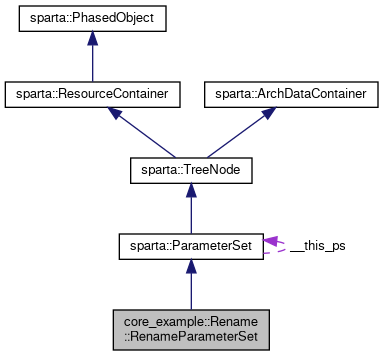 sparta::PhasedObject
sparta::ResourceContainer
sparta::ArchDataContainer
sparta::TreeNode
sparta::ParameterSet
__this_ps
core_example::Rename
::RenameParameterSet